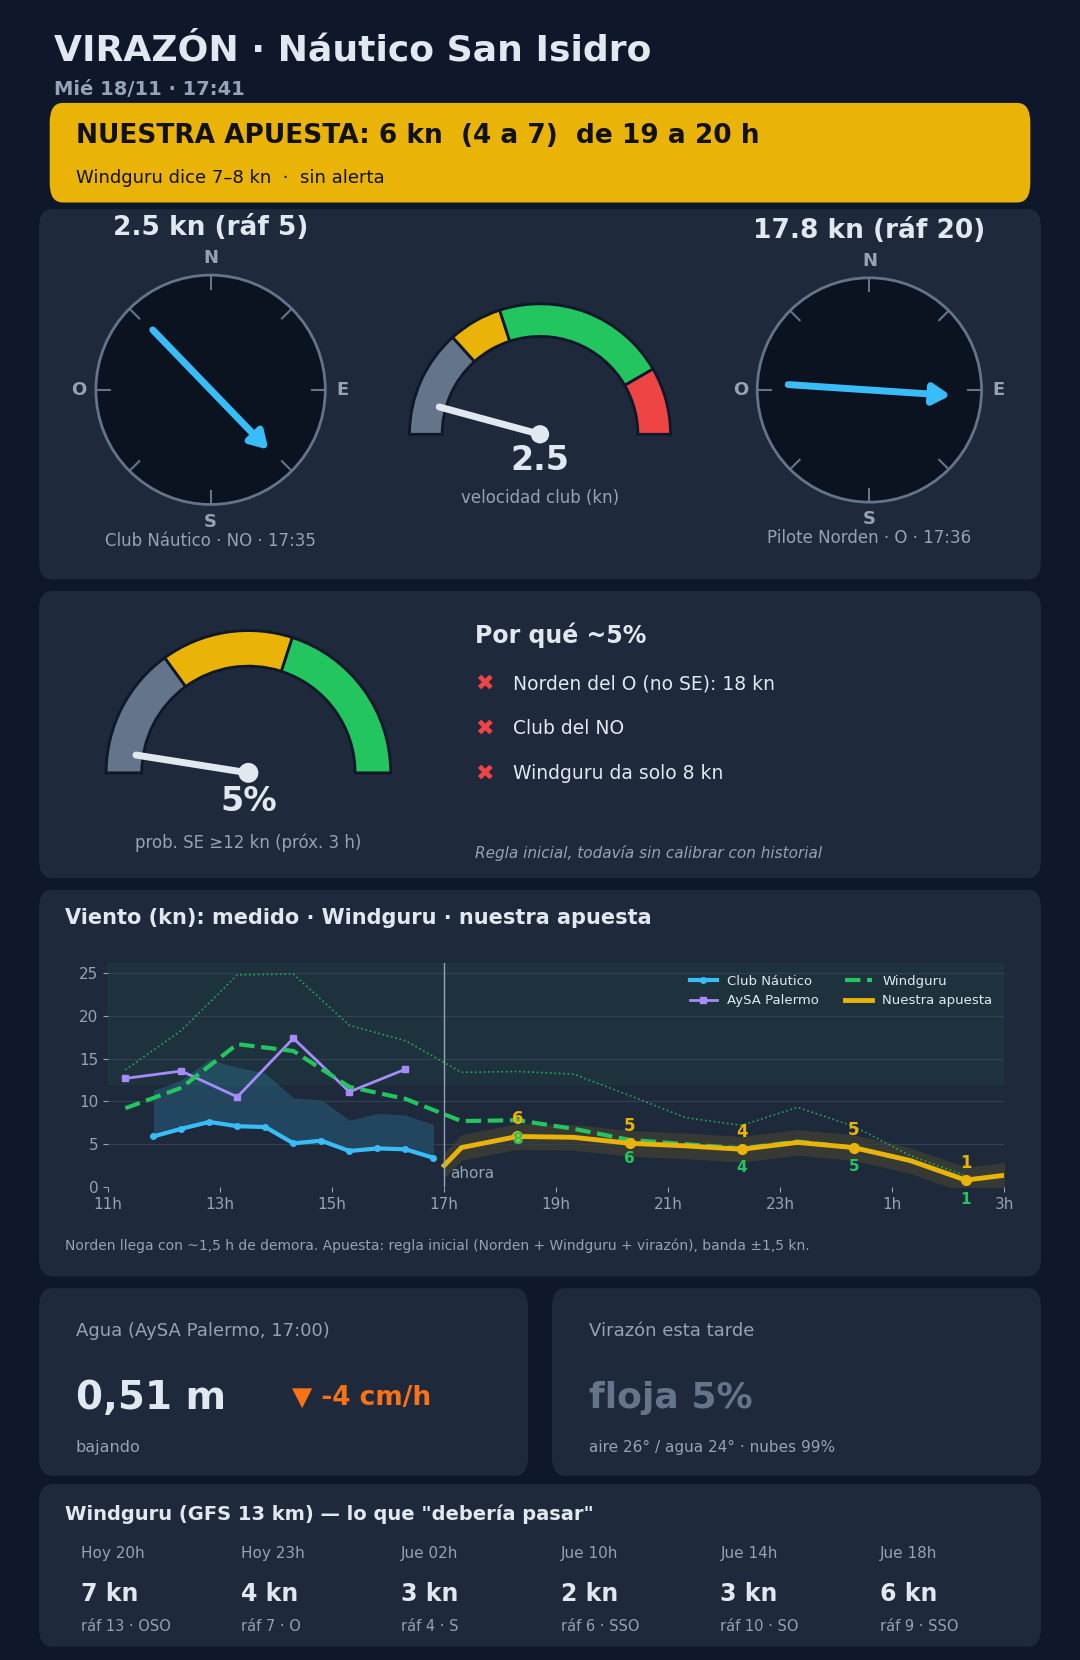 VIRAZÓN · Náutico San Isidro
Mié 18/11 · 17:41
NUESTRA APUESTA: 6 kn (4 a 7) de 19 a 20 h
Windguru dice 7–8 kn · sin alerta
2.5 kn (ráf 5)
N
O
E
S
Club Náutico · NO · 17:35
2.5
velocidad club (kn)
17.8 kn (ráf 20)
N
O
E
S
Pilote Norden · O · 17:36
5%
prob. SE ≥12 kn (próx. 3 h)
Por qué ~5%
✖ Norden del O (no SE): 18 kn
✖ Club del NO
✖ Windguru da solo 8 kn
Regla inicial, todavía sin calibrar con historial
Viento (kn): medido · Windguru · nuestra apuesta
Club Náutico
AySA Palermo
Windguru
Nuestra apuesta
25
20
15
10
5
0
6
8
5
6
4
4
5
5
1
1
ahora
11h 13h 15h 17h 19h 21h 23h 1h 3h
Norden llega con ~1,5 h de demora. Apuesta: regla inicial (Norden + Windguru + virazón), banda ±1,5 kn.
Agua (AySA Palermo, 17:00)
0,51 m ▼ -4 cm/h
bajando
Virazón esta tarde
floja 5%
aire 26° / agua 24° · nubes 99%
Windguru (GFS 13 km) — lo que "debería pasar"
Hoy 20h Hoy 23h Jue 02h Jue 10h Jue 14h Jue 18h
7 kn 4 kn 3 kn 2 kn 3 kn 6 kn
ráf 13 · OSO ráf 7 · O ráf 4 · S ráf 6 · SSO ráf 10 · SO ráf 9 · SSO